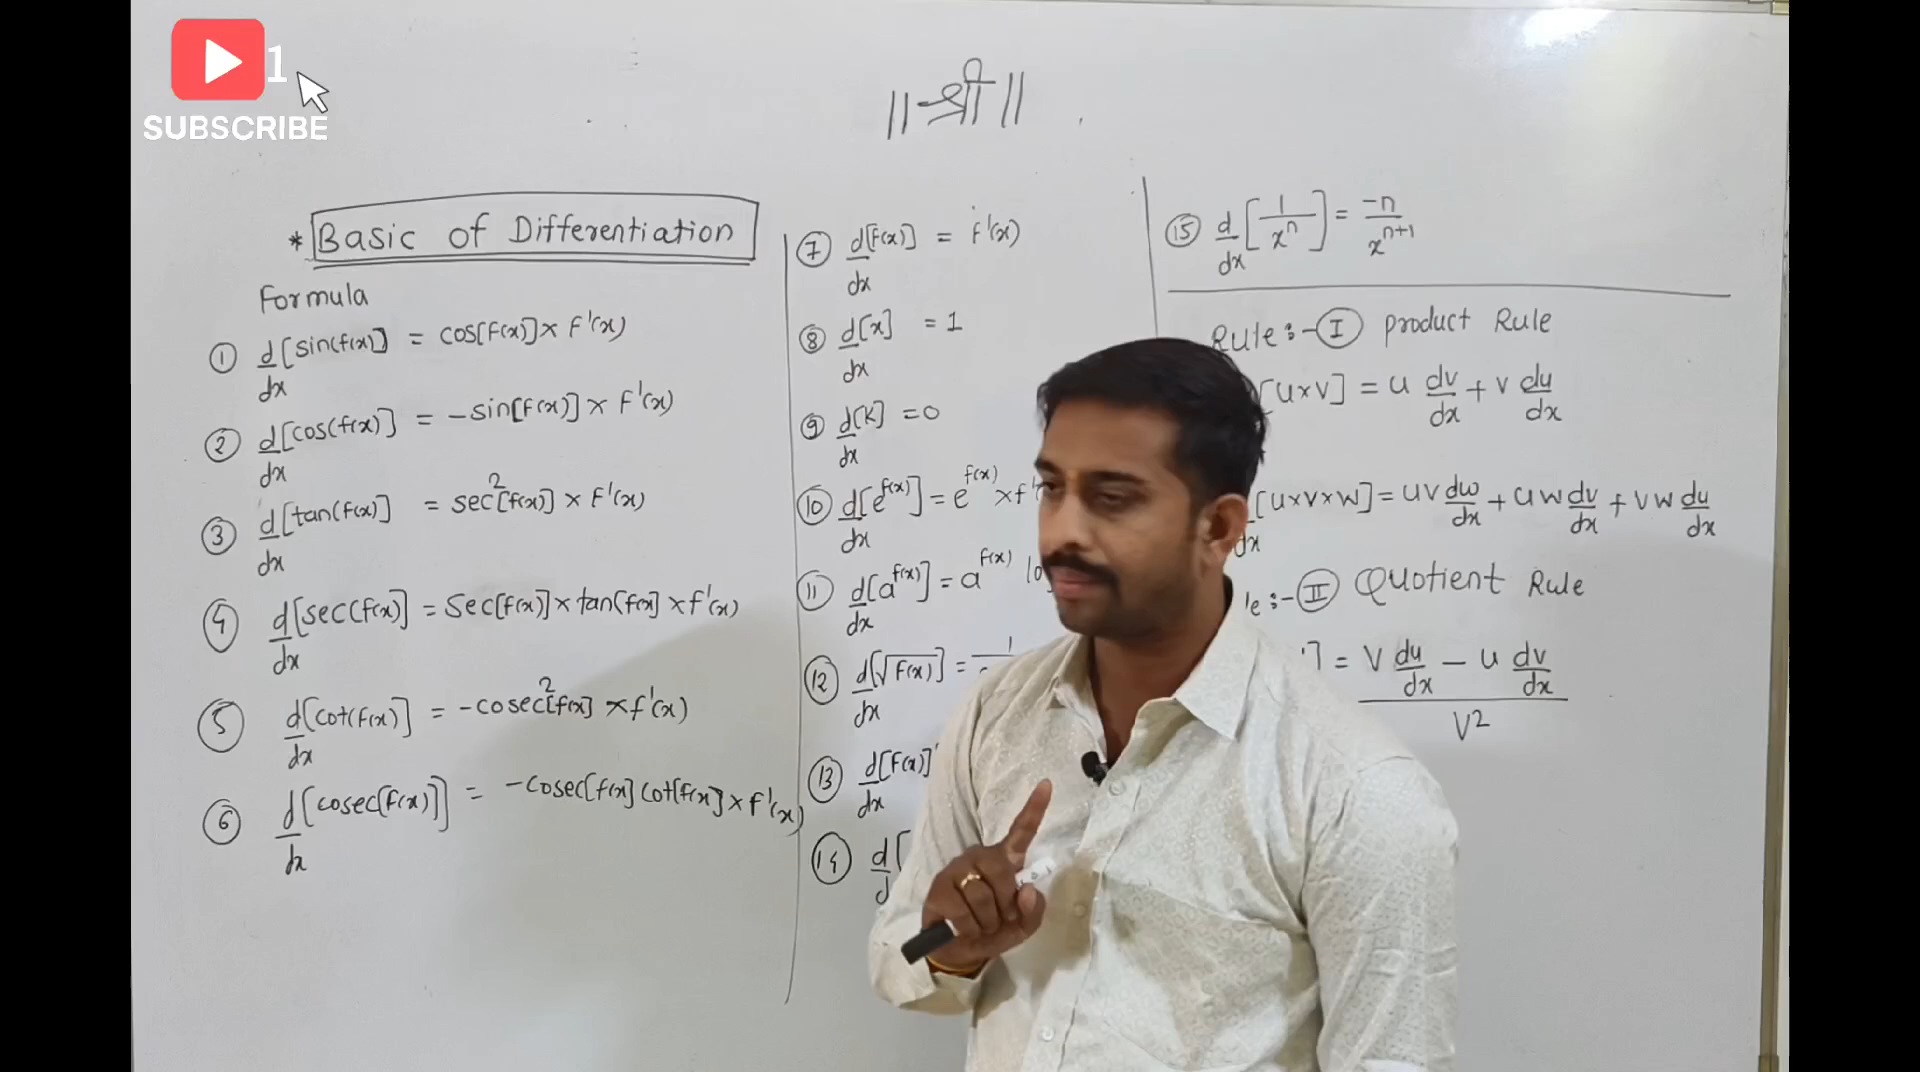 1
SUBSCRIBE
॥ श्री ॥
* Basic of Differentiation
Formula
① d/dx [sin(f(x)] = cos[f(x)] × F'(x)
② d/dx [cos(f(x)] = -sin[f(x)] × F'(x)
③ d/dx [tan(f(x)] = sec²[f(x)] × F'(x)
④ d/dx [sec(f(x)] = sec[f(x)] × tan(f(x] × f'(x)
⑤ d/dx [cot(f(x)] = -cosec²[f(x] × f'(x)
⑥ d/dx [cosec[f(x)]] = -cosec[f(x] cot[f(x] × f'(x)
⑦ d/dx [f(x)] = f'(x)
⑧ d/dx [x] = 1
⑨ d/dx [K] = 0
⑩ d/dx [e^f(x)] = e^f(x) × f'
⑪ d/dx [a^f(x)] = a^f(x)
⑫ d/dx [√F(x)] = 1
⑬ d/dx [f(x)]
⑭ d [
⑮ d/dx [1/x^n] = -n/x^(n+1)
Rule :- Ⓘ product Rule
[u×v] = u dv/dx + v du/dx
[u×v×w] = uv dw/dx + uw dv/dx + vw du/dx
dx
:- Ⅱ Quotient Rule
] = (V du/dx - u dv/dx)/V²